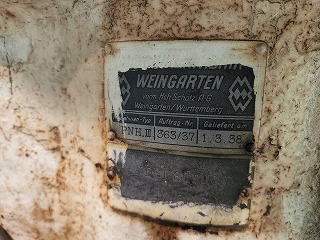 WEINGARTEN
vorm. Hch. Schatz A.G.
Weingarten/Württemberg
Auftrag-Nr. Geliefert am
PNH.III 363/37 1.3.38